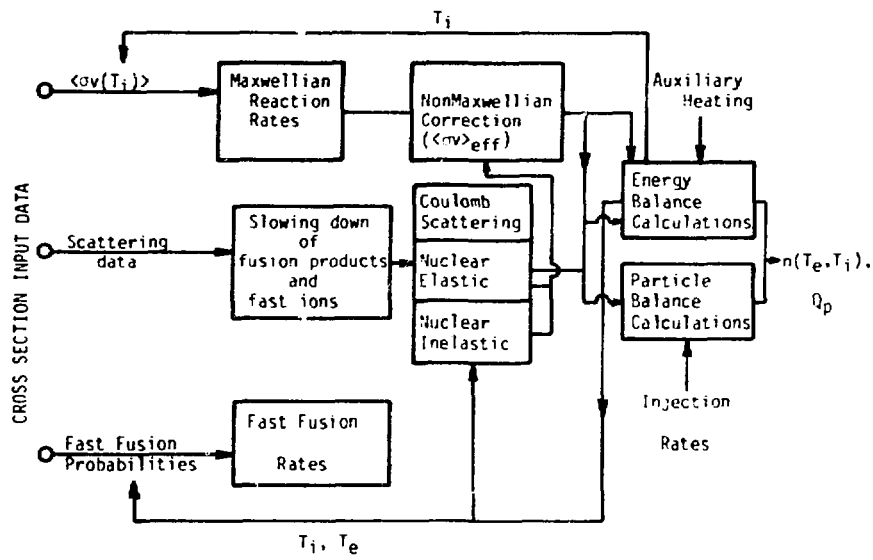 T_i
<σv(T_i)>
Maxwellian
Reaction
Rates
NonMaxwellian
Correction
(<σv>_eff)
Auxiliary
Heating
Energy
Balance
Calculations
CROSS SECTION INPUT DATA
Scattering
data
Slowing down
of
fusion products
and
fast ions
Coulomb
Scattering
Nuclear
Elastic
Nuclear
Inelastic
Particle
Balance
Calculations
n(T_e,T_i),
Q_p
Injection
Rates
Fast Fusion
Probabilities
Fast Fusion
Rates
T_i, T_e